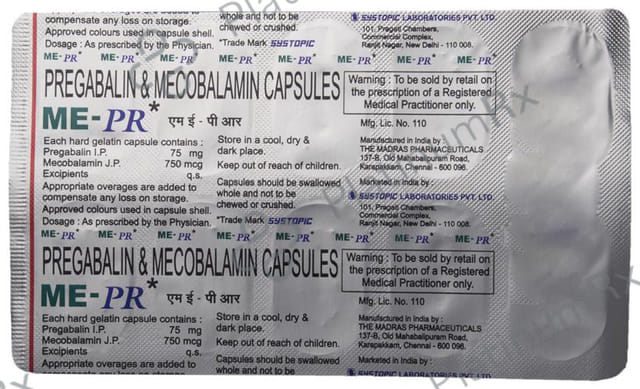 compensate any loss on storage.
Approved colours used in capsule shell.
Dosage : As prescribed by the Physician.
whole and not to be
chewed or crushed.
*Trade Mark SYSTOPIC
SYSTOPIC LABORATORIES PVT. LTD.
101, Pragati Chambers,
Commercial Complex,
Ranjit Nagar, New Delhi - 110 008.
ME-PR* ME-PR* ME-PR* ME-PR* ME-PR* ME-PR* ME-PR* ME-PR*
PREGABALIN & MECOBALAMIN CAPSULES
ME-PR* एम ई - पी आर
Warning : To be sold by retail on
the prescription of a Registered
Medical Practitioner only.
Mfg. Lic. No. 110
Each hard gelatin capsule contains :
Pregabalin I.P. 75 mg
Mecobalamin J.P. 750 mcg
Excipients q.s.
Appropriate overages are added to
compensate any loss on storage.
Approved colours used in capsule shell.
Dosage : As prescribed by the Physician.
Store in a cool, dry &
dark place.
Keep out of reach of children.
Capsules should be swallowed
whole and not to be
chewed or crushed.
*Trade Mark SYSTOPIC
Manufactured in India by :
THE MADRAS PHARMACEUTICALS
137-B, Old Mahabalipuram Road,
Karapakkam, Chennai - 600 096.
Marketed in India by :
SYSTOPIC LABORATORIES PVT. LTD.
101, Pragati Chambers,
Commercial Complex,
Ranjit Nagar, New Delhi - 110 008.
ME-PR* ME-PR* ME-PR* ME-PR* ME-PR* ME-PR* ME-PR* ME-PR*
PREGABALIN & MECOBALAMIN CAPSULES
ME-PR* एम ई - पी आर
Warning : To be sold by retail on
the prescription of a Registered
Medical Practitioner only.
Mfg. Lic. No. 110
Each hard gelatin capsule contains :
Pregabalin I.P. 75 mg
Mecobalamin J.P. 750 mcg
Excipients q.s.
Appropriate overages are added to
Store in a cool, dry &
dark place.
Keep out of reach of children.
Capsules should be swallowed
whole and not to be
Manufactured in India by :
THE MADRAS PHARMACEUTICALS
137-B, Old Mahabalipuram Road,
Karapakkam, Chennai - 600 096.
Marketed in India by :
SYSTOPIC LABORATORIES PVT. LTD.